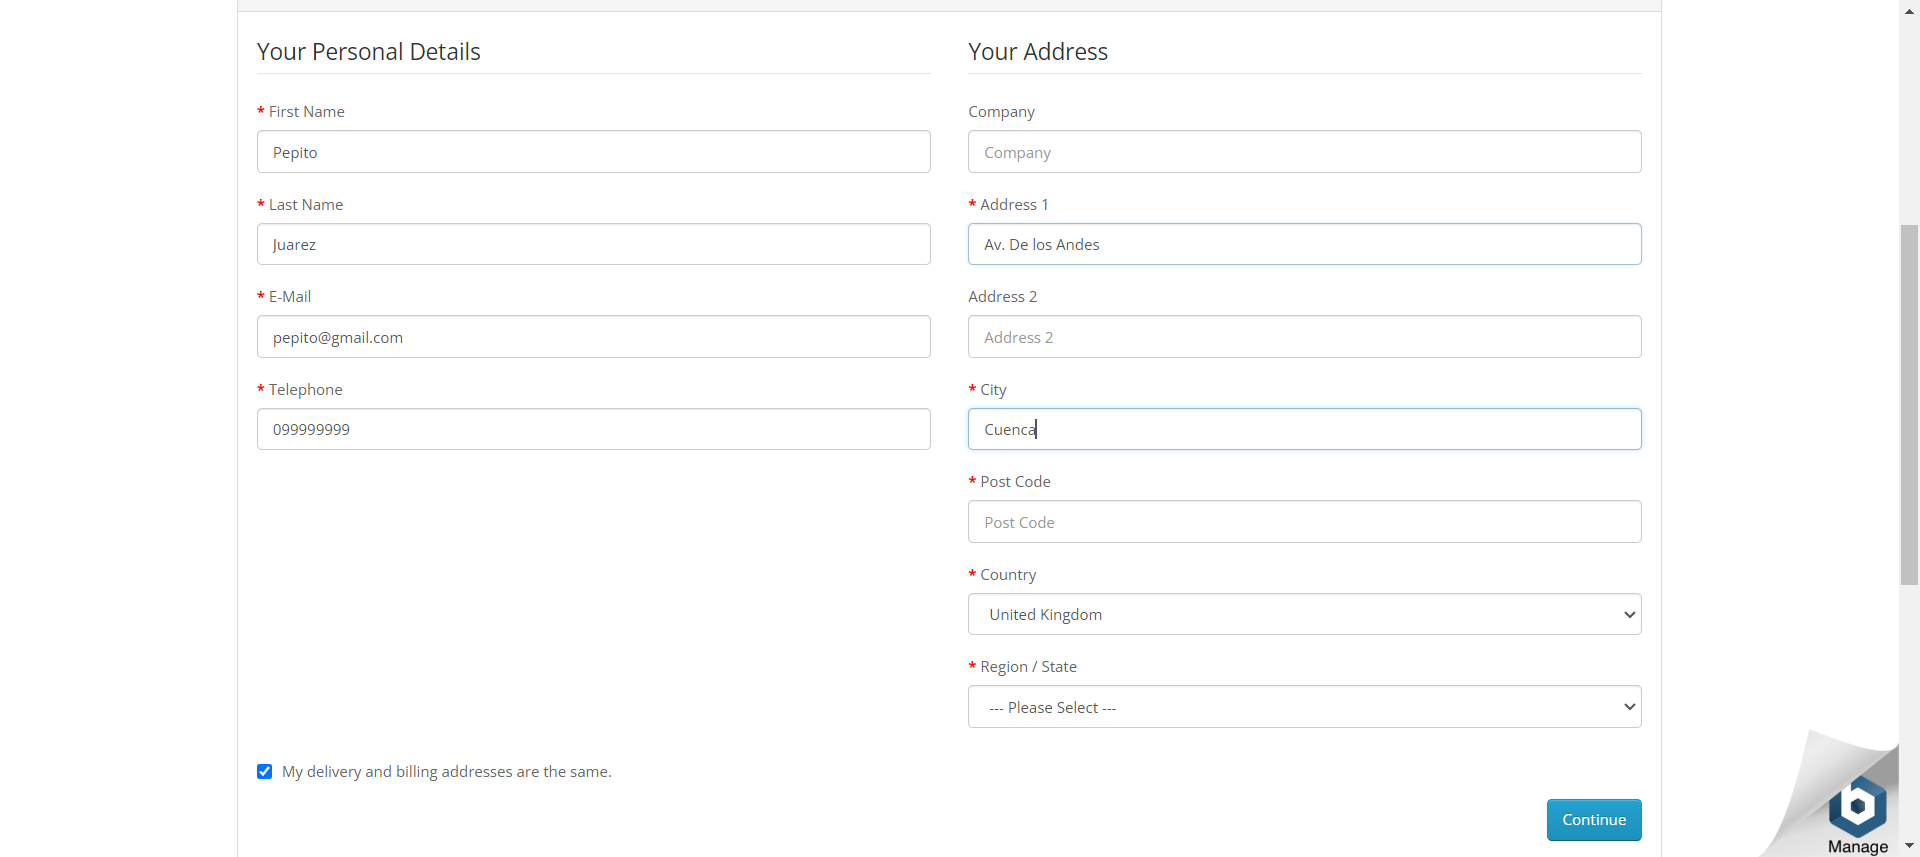 Your Personal Details
* First Name
Pepito
* Last Name
Juarez
* E-Mail
pepito@gmail.com
* Telephone
099999999
Your Address
Company
Company
* Address 1
Av. De los Andes
Address 2
Address 2
* City
Cuenca
* Post Code
Post Code
* Country
United Kingdom
* Region / State
--- Please Select ---
My delivery and billing addresses are the same.
Continue
Manage